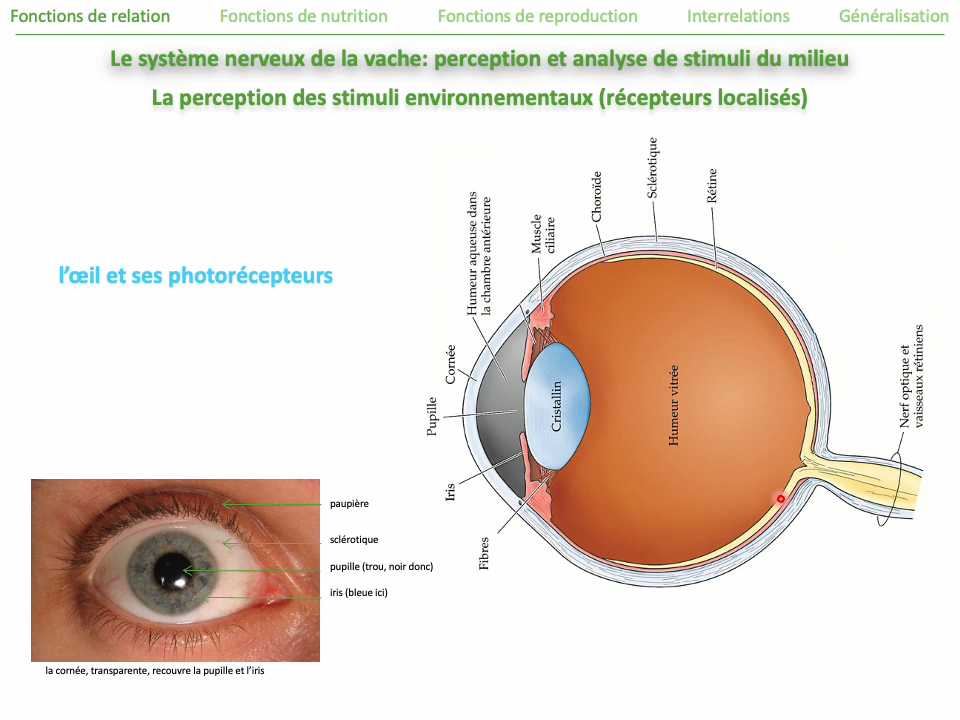 Fonctions de relation Fonctions de nutrition Fonctions de reproduction Interrelations Généralisation
Le système nerveux de la vache: perception et analyse de stimuli du milieu
La perception des stimuli environnementaux (récepteurs localisés)
l’œil et ses photorécepteurs
Pupille
Cornée
Humeur aqueuse dans
la chambre antérieure
Muscle
ciliaire
Choroïde
Sclérotique
Rétine
Iris
Fibres
Cristallin
Humeur vitrée
Nerf optique et
vaisseaux rétiniens
paupière
sclérotique
pupille (trou, noir donc)
iris (bleue ici)
la cornée, transparente, recouvre la pupille et l’iris